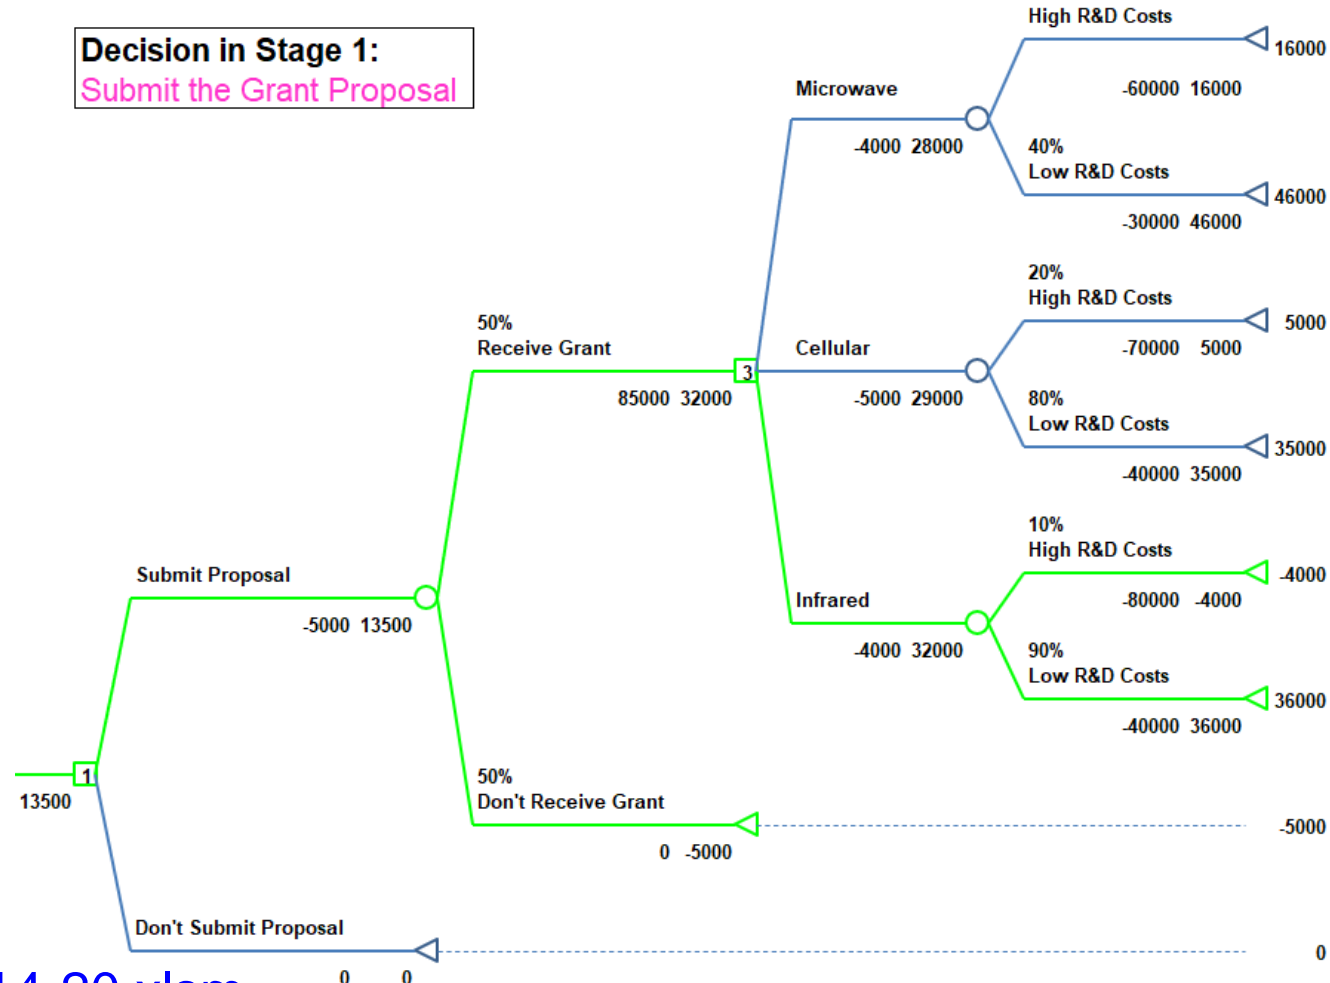 Decision in Stage 1:
Submit the Grant Proposal
High R&D Costs
16000
-60000 16000
Microwave
-4000 28000
40%
Low R&D Costs
46000
-30000 46000
20%
High R&D Costs
5000
-70000 5000
50%
Receive Grant
3
85000 32000
Cellular
-5000 29000
80%
Low R&D Costs
35000
-40000 35000
10%
High R&D Costs
-4000
-80000 -4000
Submit Proposal
-5000 13500
Infrared
-4000 32000
90%
Low R&D Costs
36000
-40000 36000
1
13500
50%
Don't Receive Grant
-5000
0 -5000
Don't Submit Proposal
0
0 0